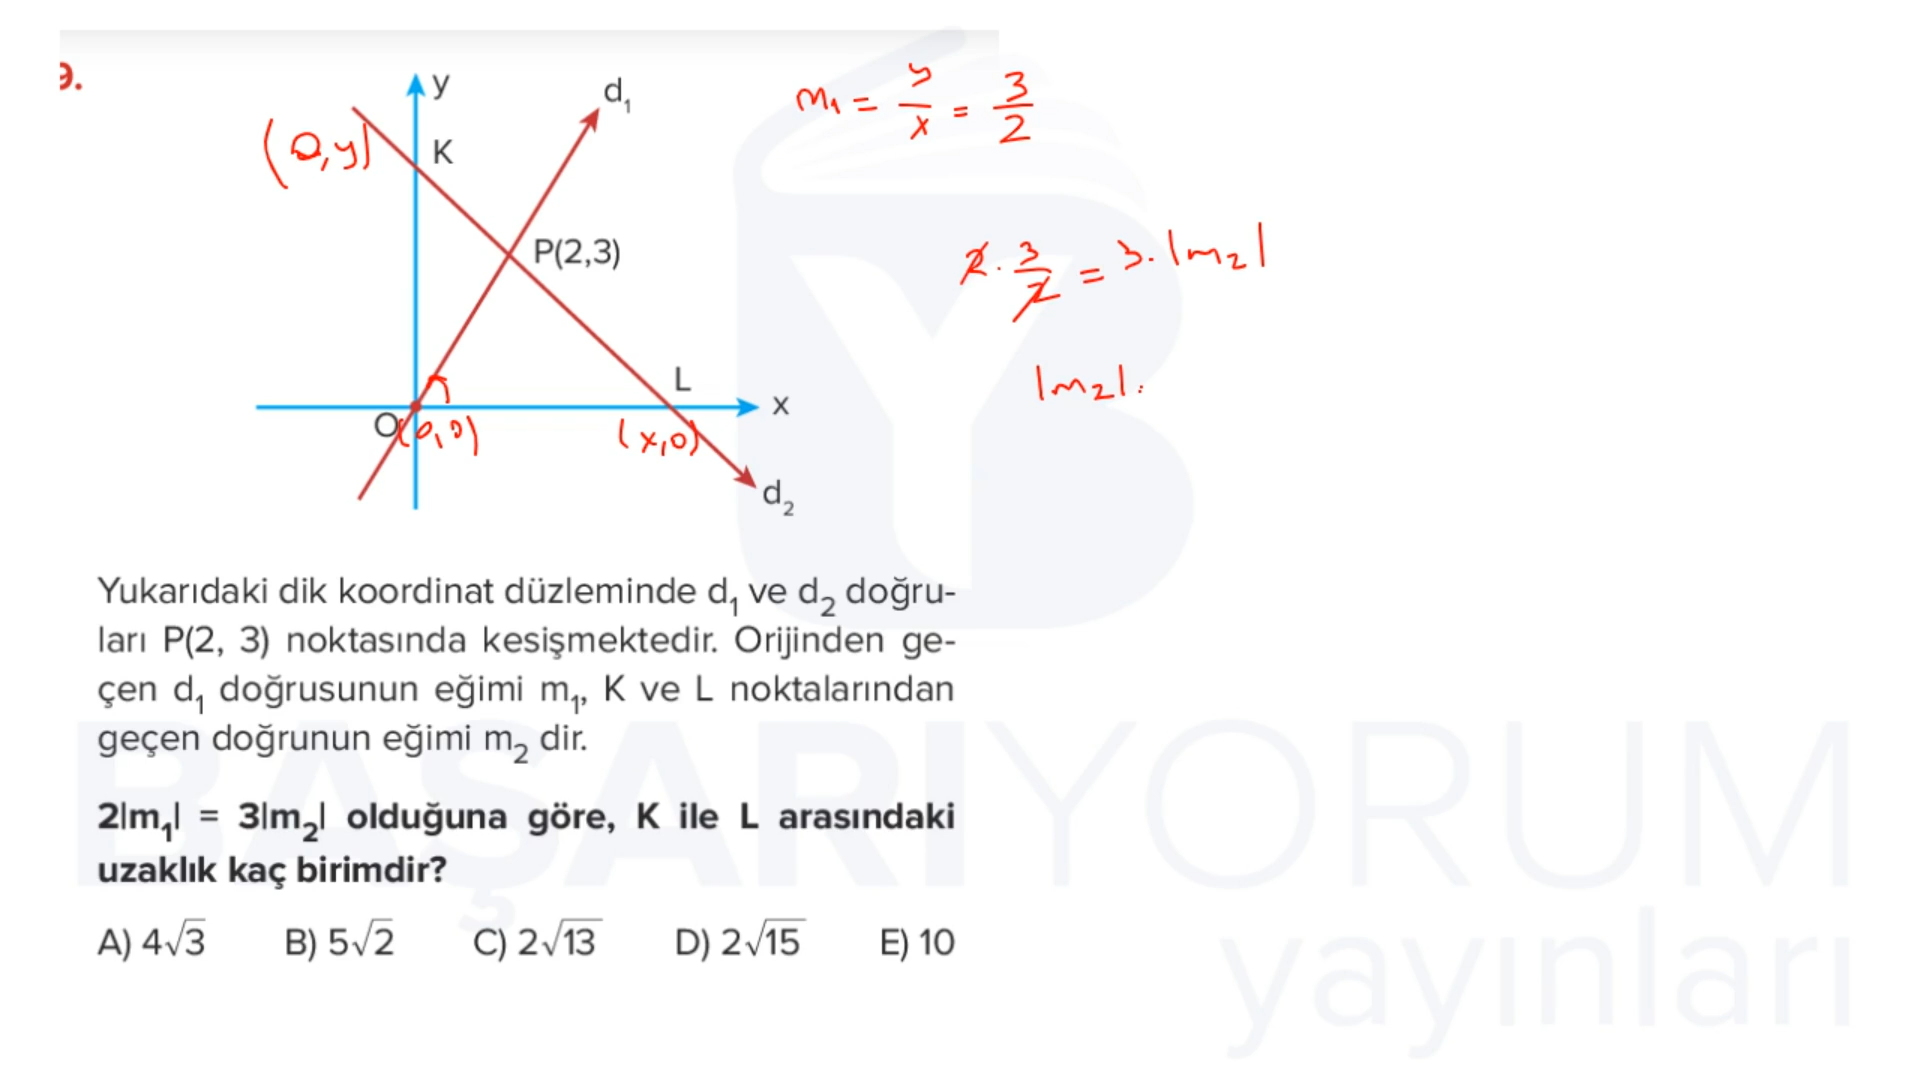 9.
y
d₁
m₁ = y/x = 3/2
(0,y)
K
P(2,3)
2 · 3/2 = 3 · |m₂|
L
|m₂| :
x
O
(0,0)
(x,0)
d₂
Yukarıdaki dik koordinat düzleminde d₁ ve d₂ doğru-
ları P(2, 3) noktasında kesişmektedir. Orijinden ge-
çen d₁ doğrusunun eğimi m₁, K ve L noktalarından
geçen doğrunun eğimi m₂ dir.
2|m₁| = 3|m₂| olduğuna göre, K ile L arasındaki
uzaklık kaç birimdir?
A) 4√3 B) 5√2 C) 2√13 D) 2√15 E) 10
BAŞARIYORUM
yayınları